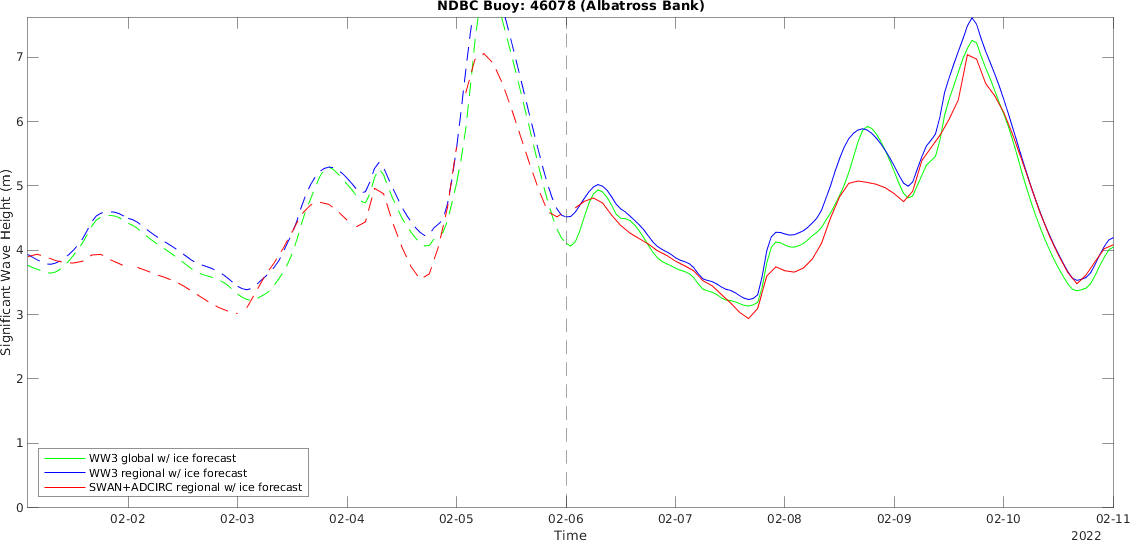 NDBC Buoy: 46078 (Albatross Bank)
Significant Wave Height (m)
7
6
5
4
3
2
1
0
WW3 global w/ ice forecast
WW3 regional w/ ice forecast
SWAN+ADCIRC regional w/ ice forecast
02-02 02-03 02-04 02-05 02-06 02-07 02-08 02-09 02-10 02-11
Time
2022